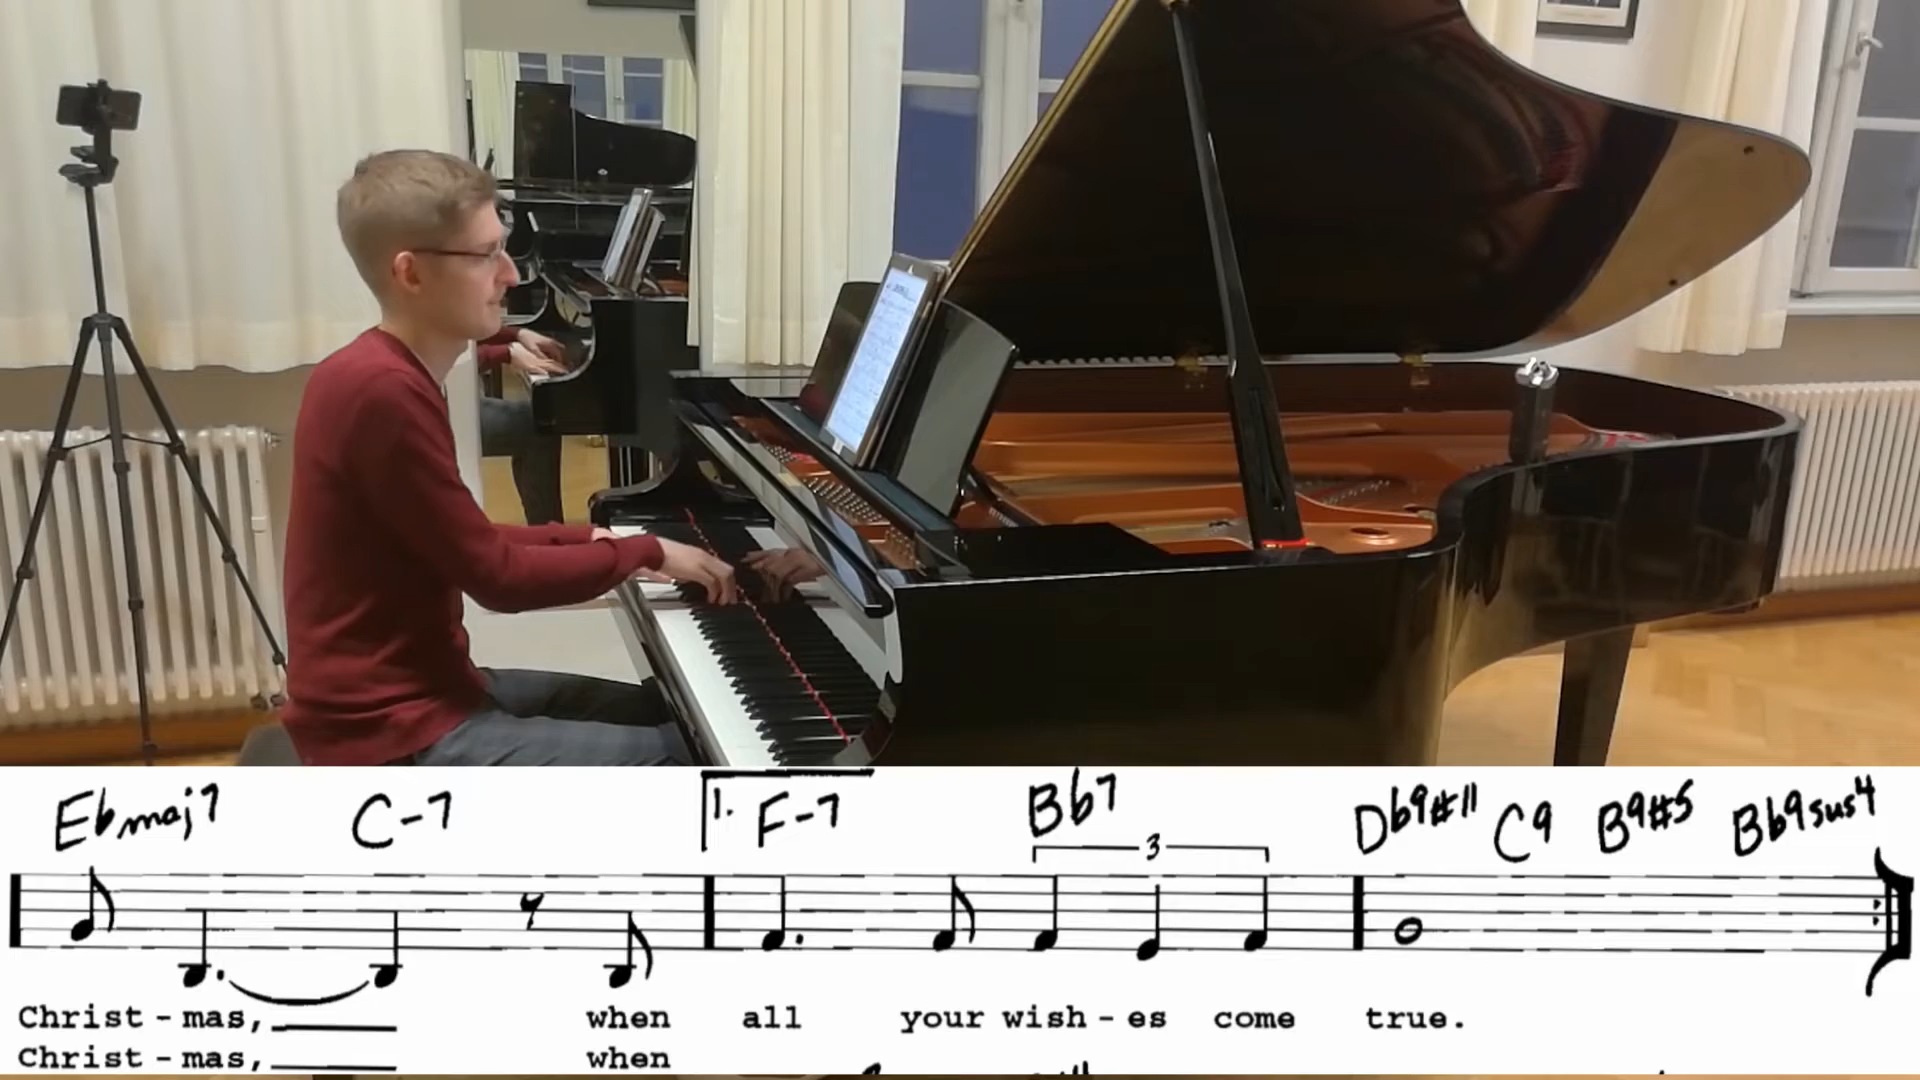 Ebmaj7 C-7 1. F-7 Bb7 Db9#11 C9 B9#5 Bb9sus4
3
Christ-mas, when all your wish-es come true.
Christ-mas, when